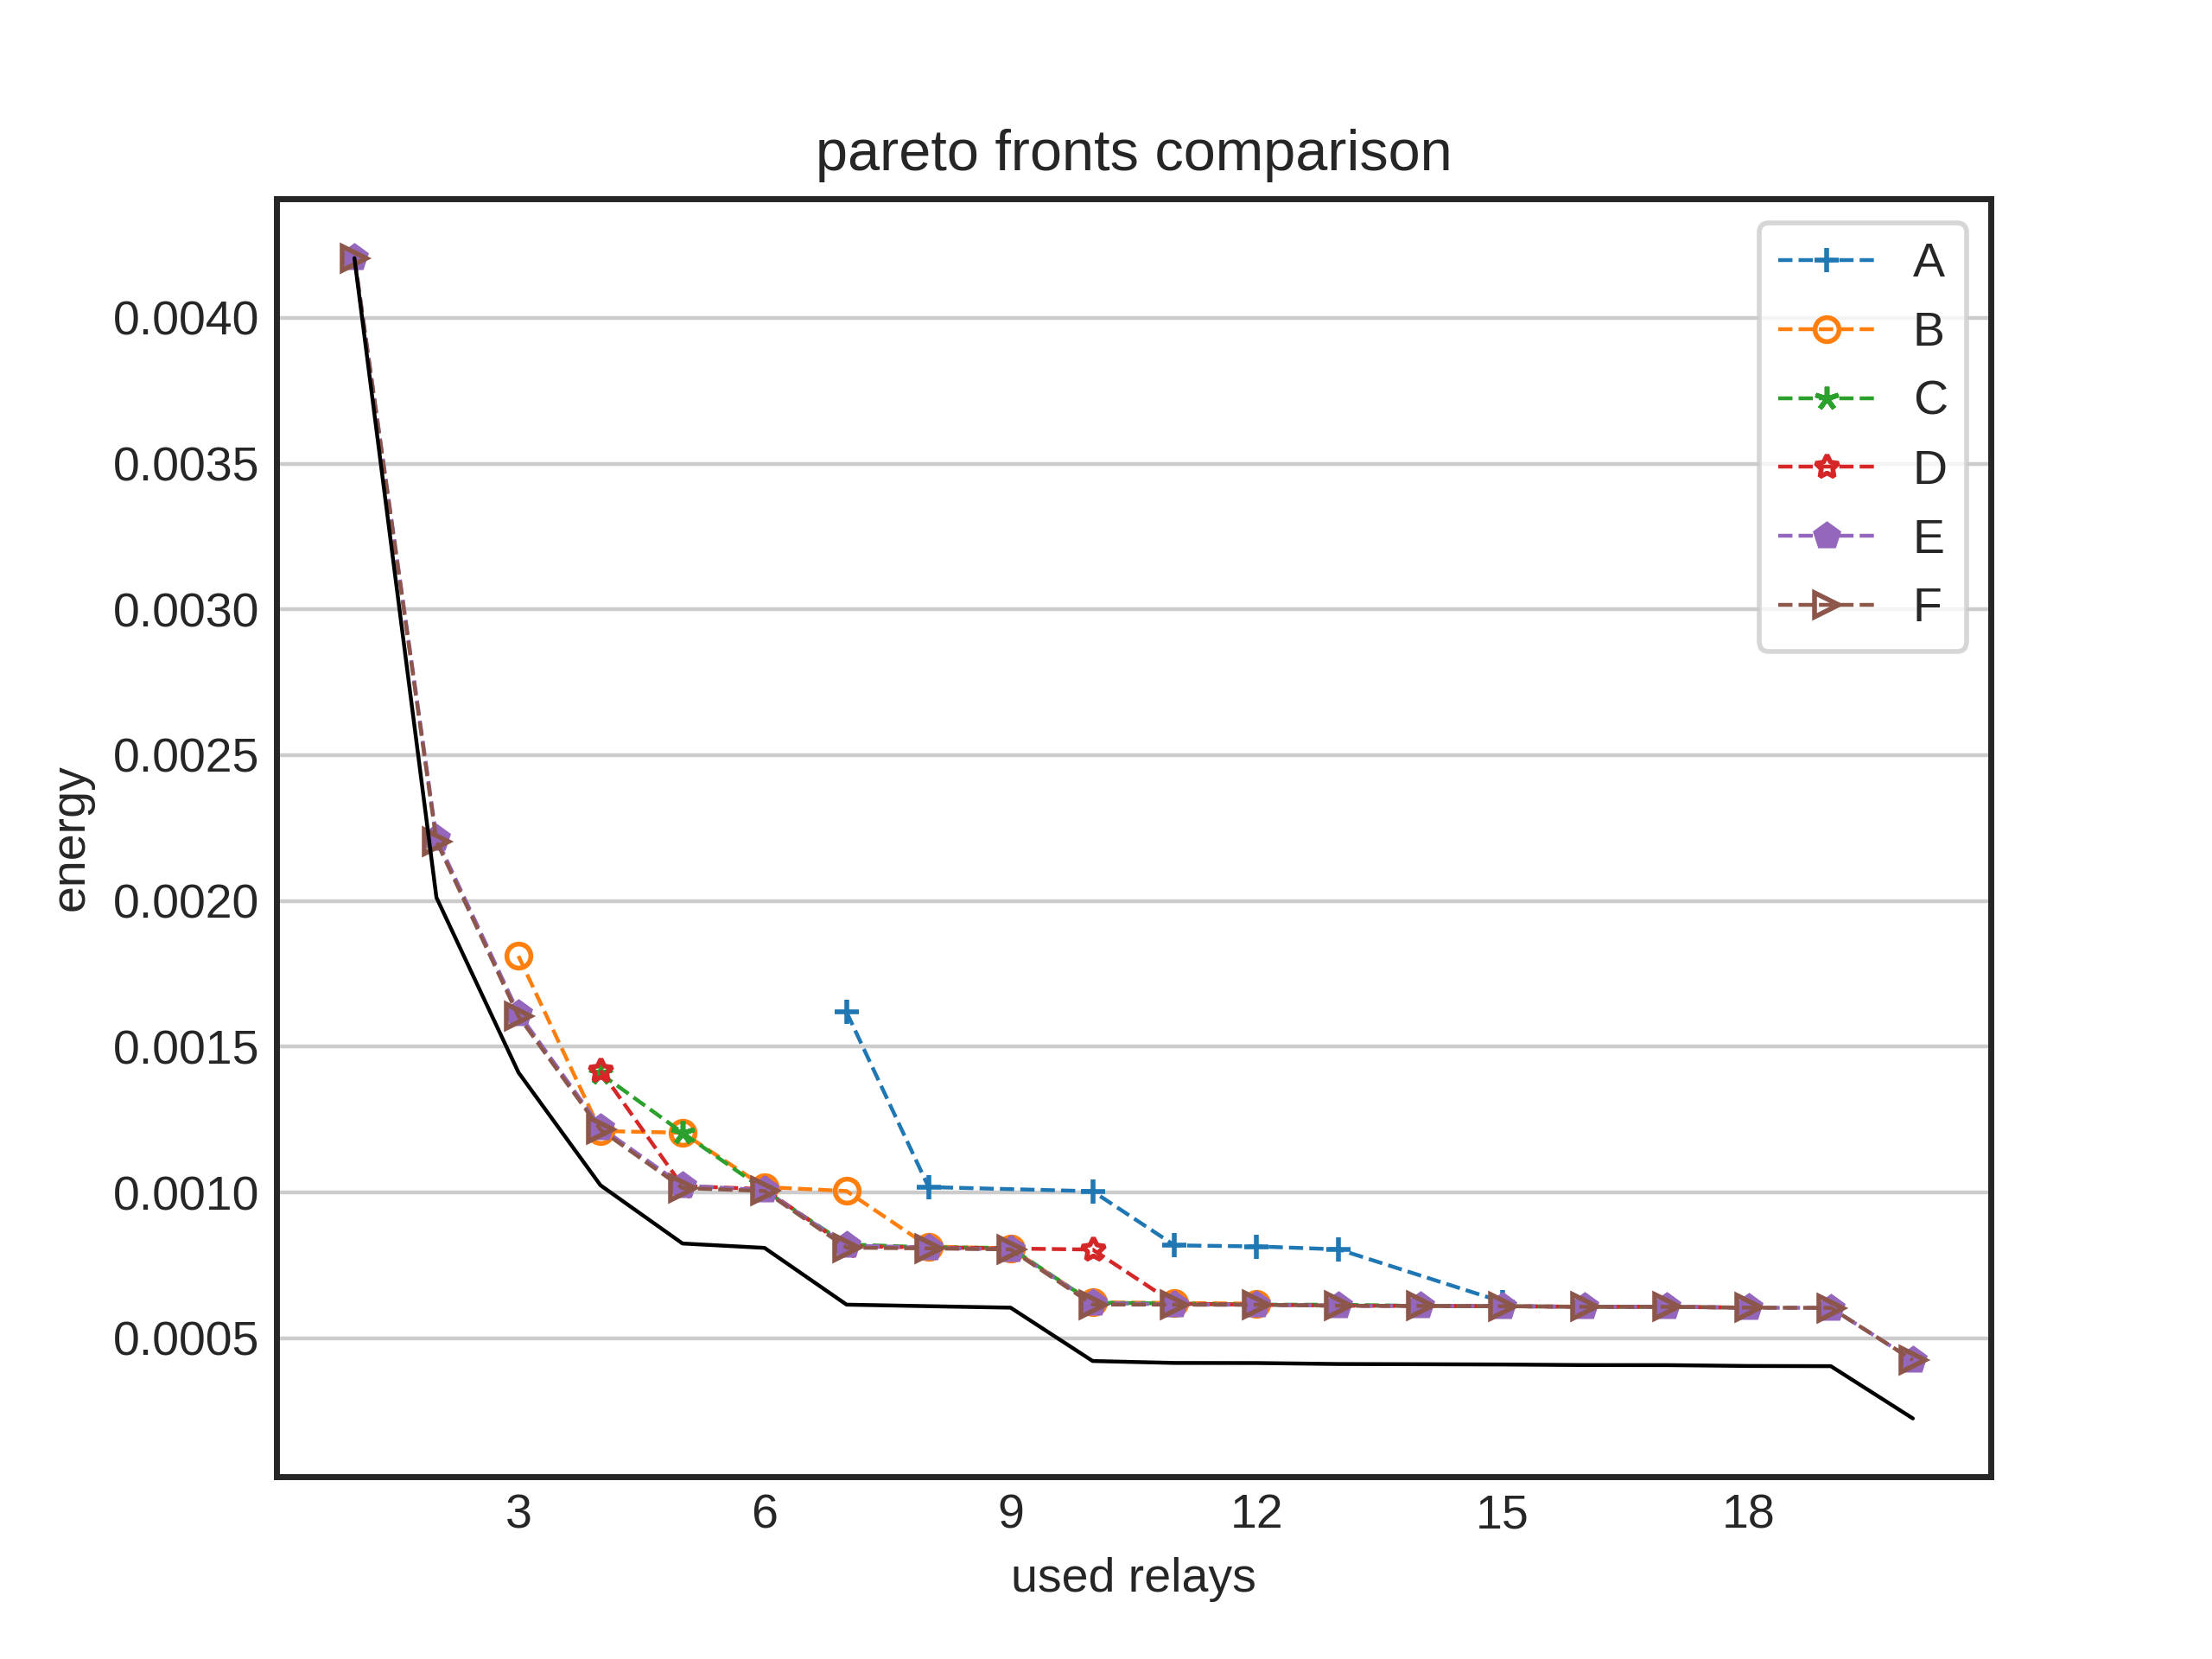 pareto fronts comparison
A
B
C
D
E
F
0.0040
0.0035
0.0030
0.0025
0.0020
0.0015
0.0010
0.0005
energy
3 6 9 12 15 18
used relays